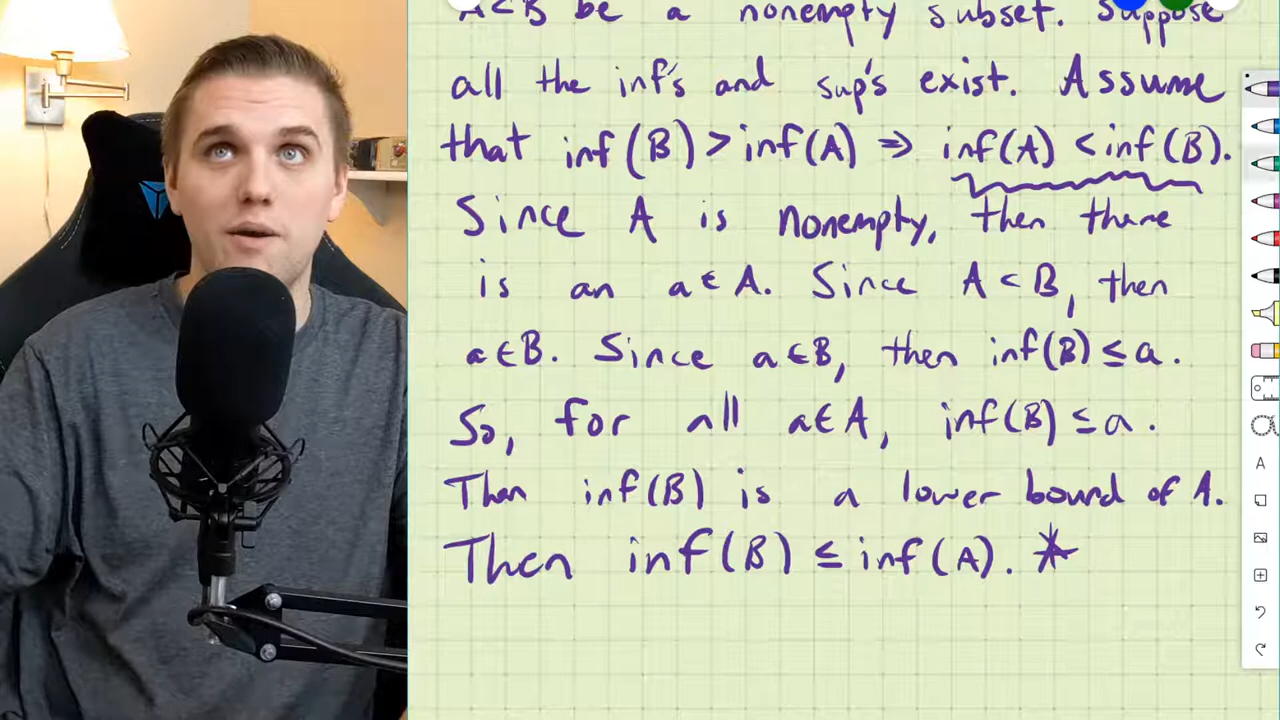 A⊂B be a nonempty subset. Suppose
all the inf's and sup's exist. Assume
that inf(B) > inf(A) ⇒ inf(A) < inf(B).
Since A is nonempty, then there
is an a∈A. Since A⊂B, then
a∈B. Since a∈B, then inf(B) ≤ a.
So, for all a∈A, inf(B) ≤ a.
Then inf(B) is a lower bound of A.
Then inf(B) ≤ inf(A). *
A